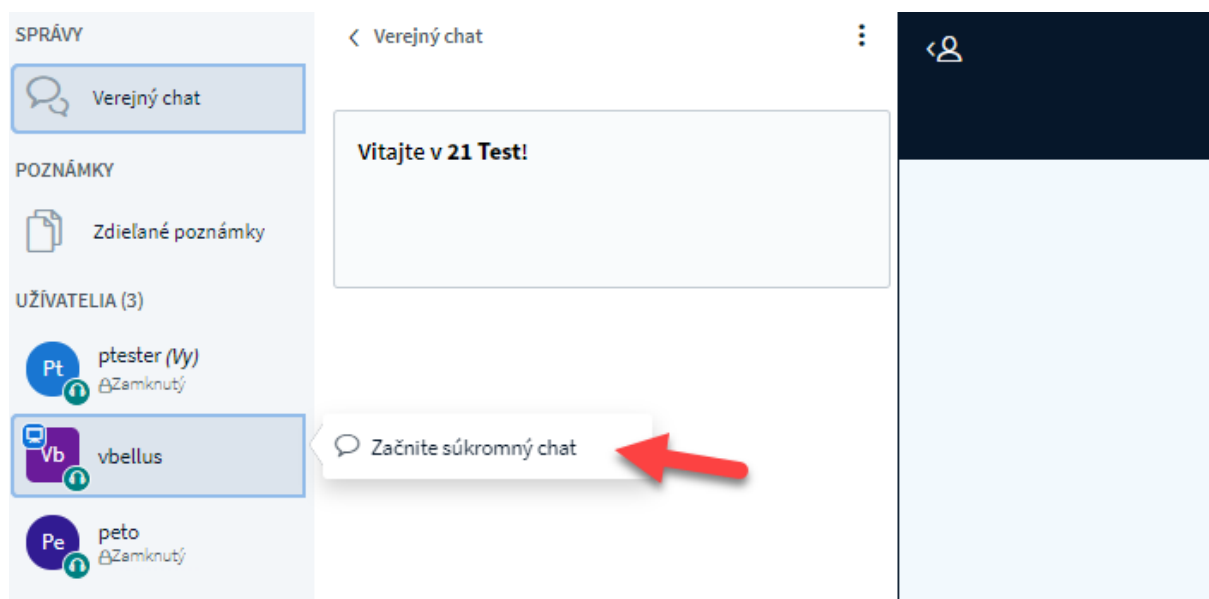 SPRÁVY
Verejný chat
POZNÁMKY
Zdieľané poznámky
UŽÍVATELIA (3)
Pt
ptester (Vy)
Zamknutý
Vb
vbellus
Pe
peto
Zamknutý
Verejný chat
Vitajte v 21 Test!
Začnite súkromný chat